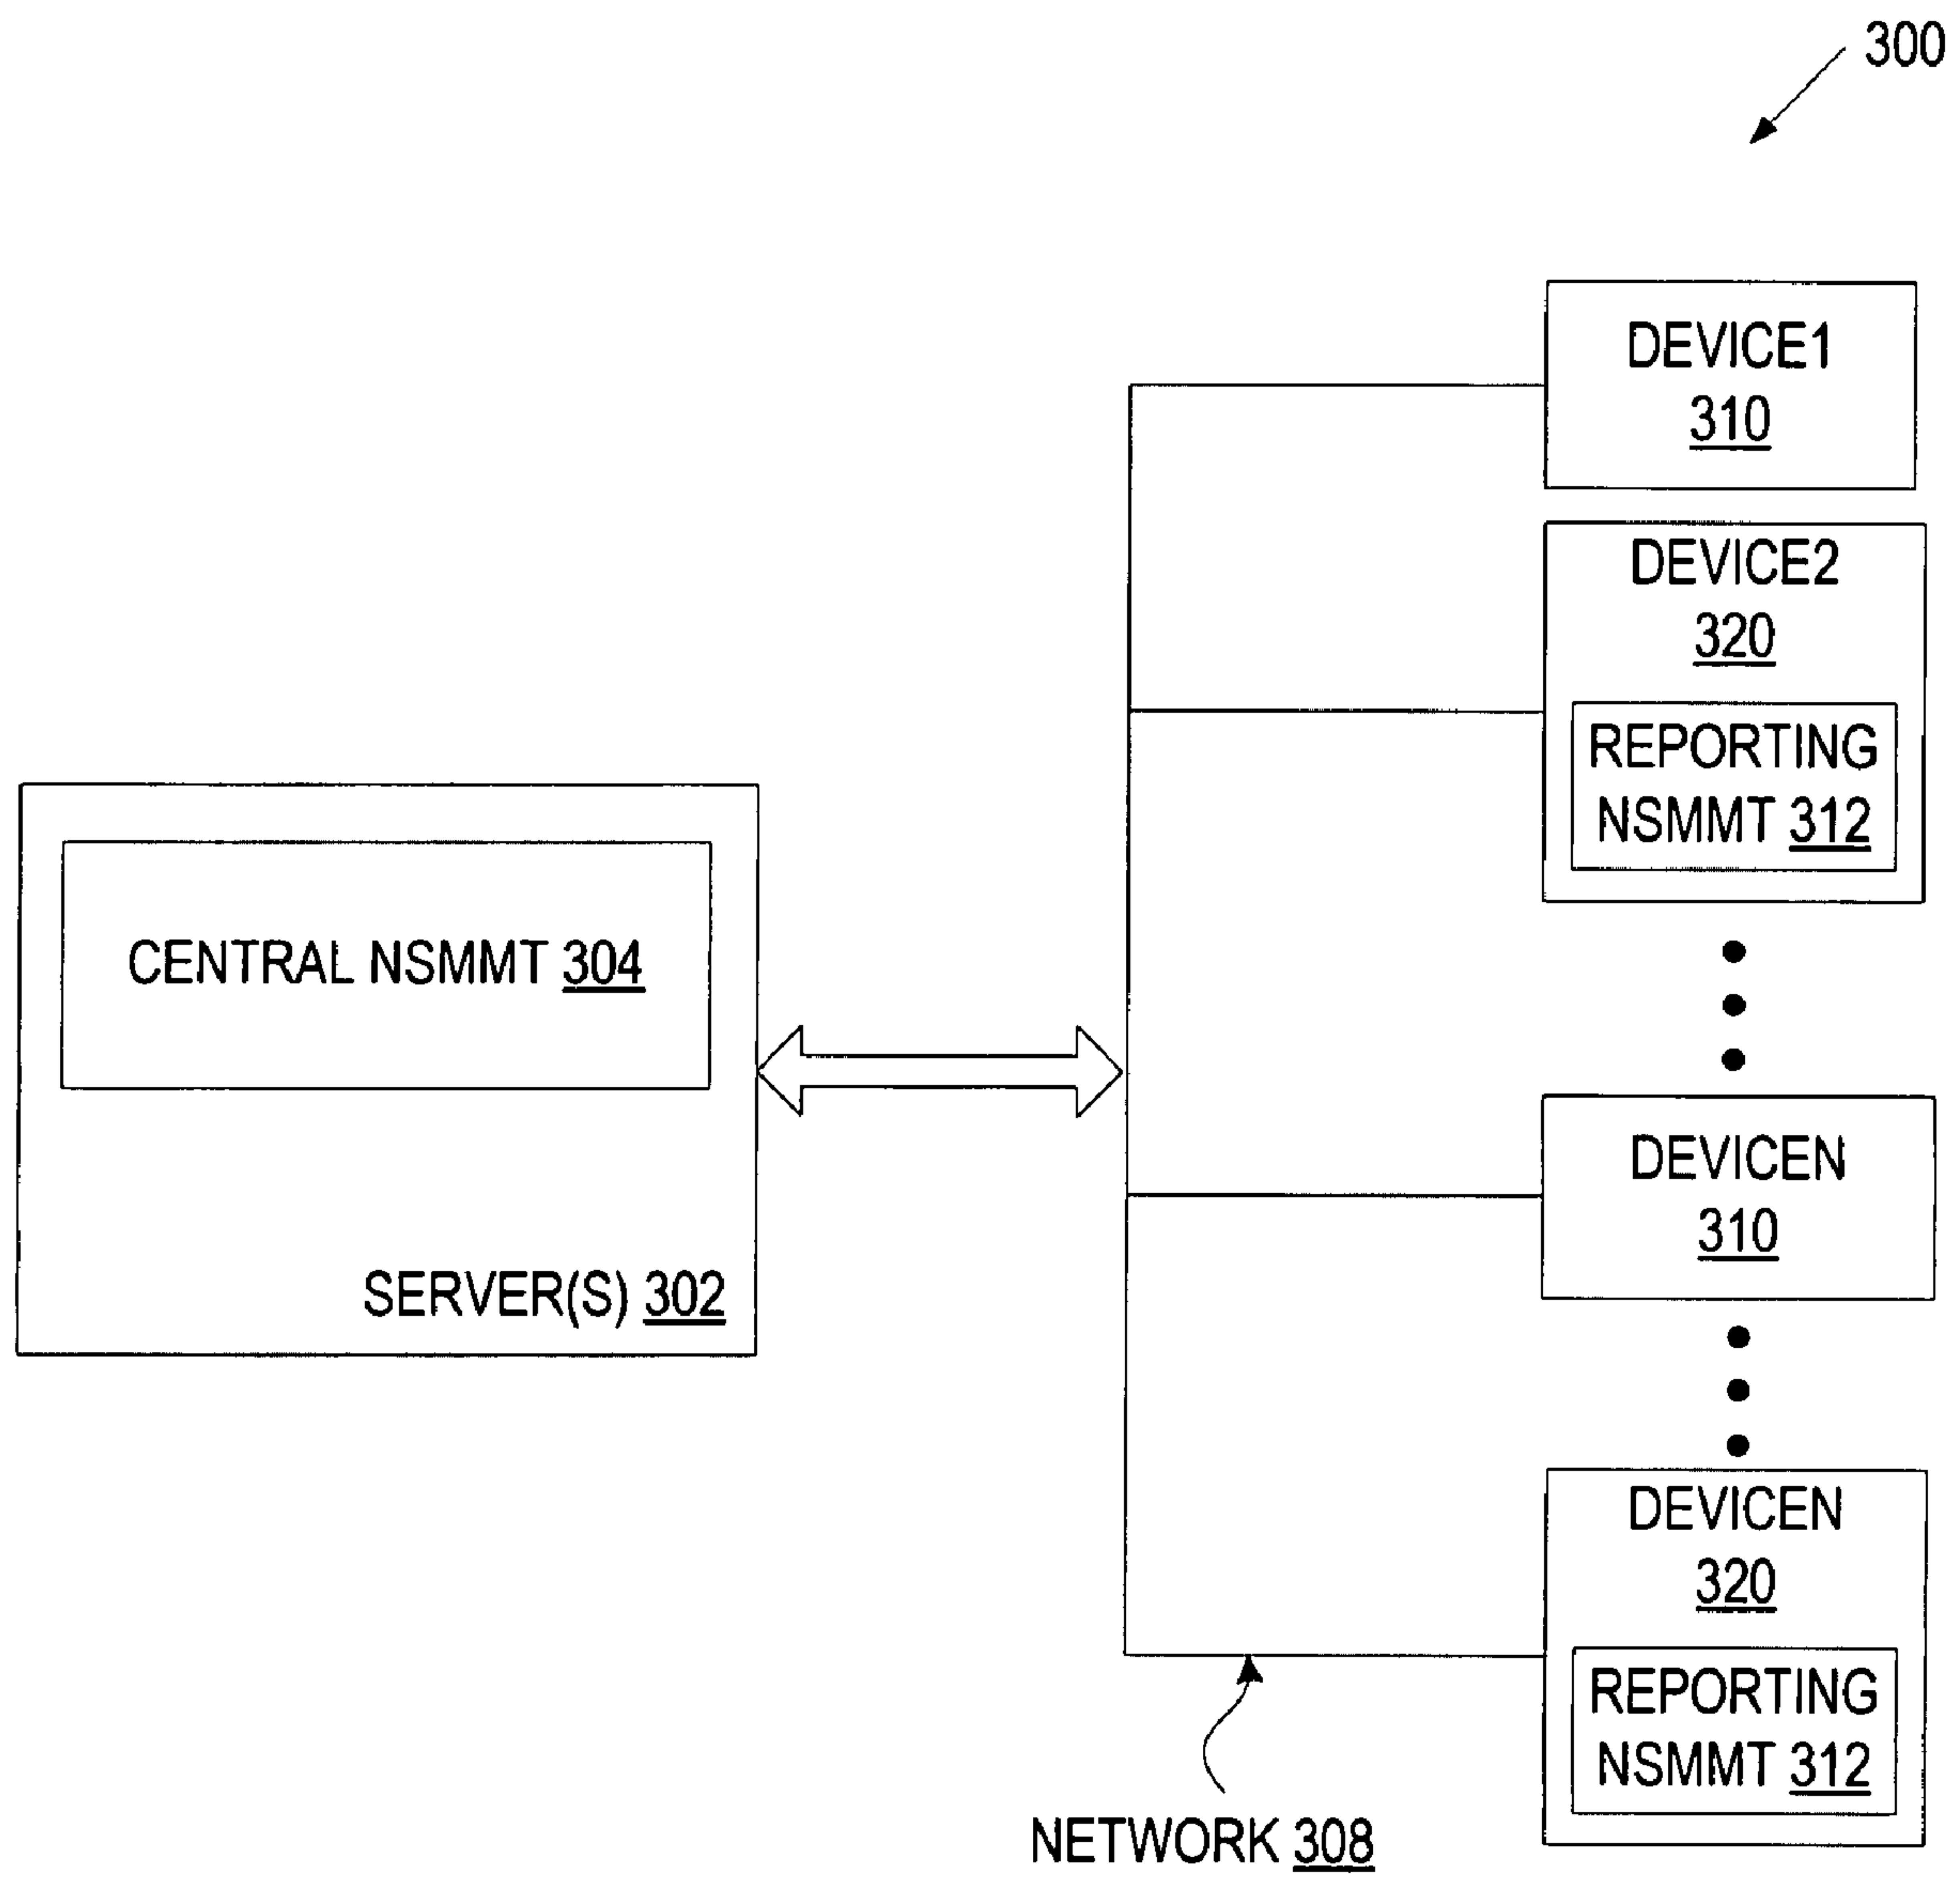 300
DEVICE1
310
DEVICE2
320
REPORTING
NSMMT 312
CENTRAL NSMMT 304
SERVER(S) 302
DEVICEN
310
DEVICEN
320
REPORTING
NSMMT 312
NETWORK 308